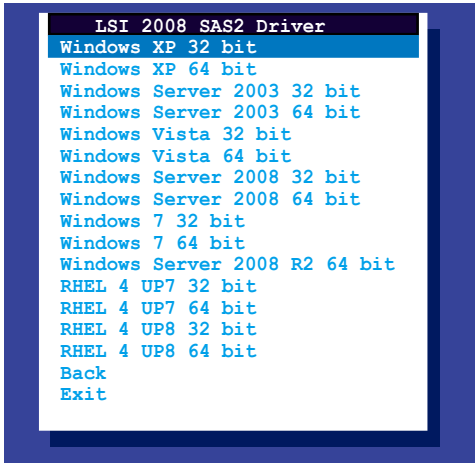 LSI 2008 SAS2 Driver
Windows XP 32 bit
Windows XP 64 bit
Windows Server 2003 32 bit
Windows Server 2003 64 bit
Windows Vista 32 bit
Windows Vista 64 bit
Windows Server 2008 32 bit
Windows Server 2008 64 bit
Windows 7 32 bit
Windows 7 64 bit
Windows Server 2008 R2 64 bit
RHEL 4 UP7 32 bit
RHEL 4 UP7 64 bit
RHEL 4 UP8 32 bit
RHEL 4 UP8 64 bit
Back
Exit